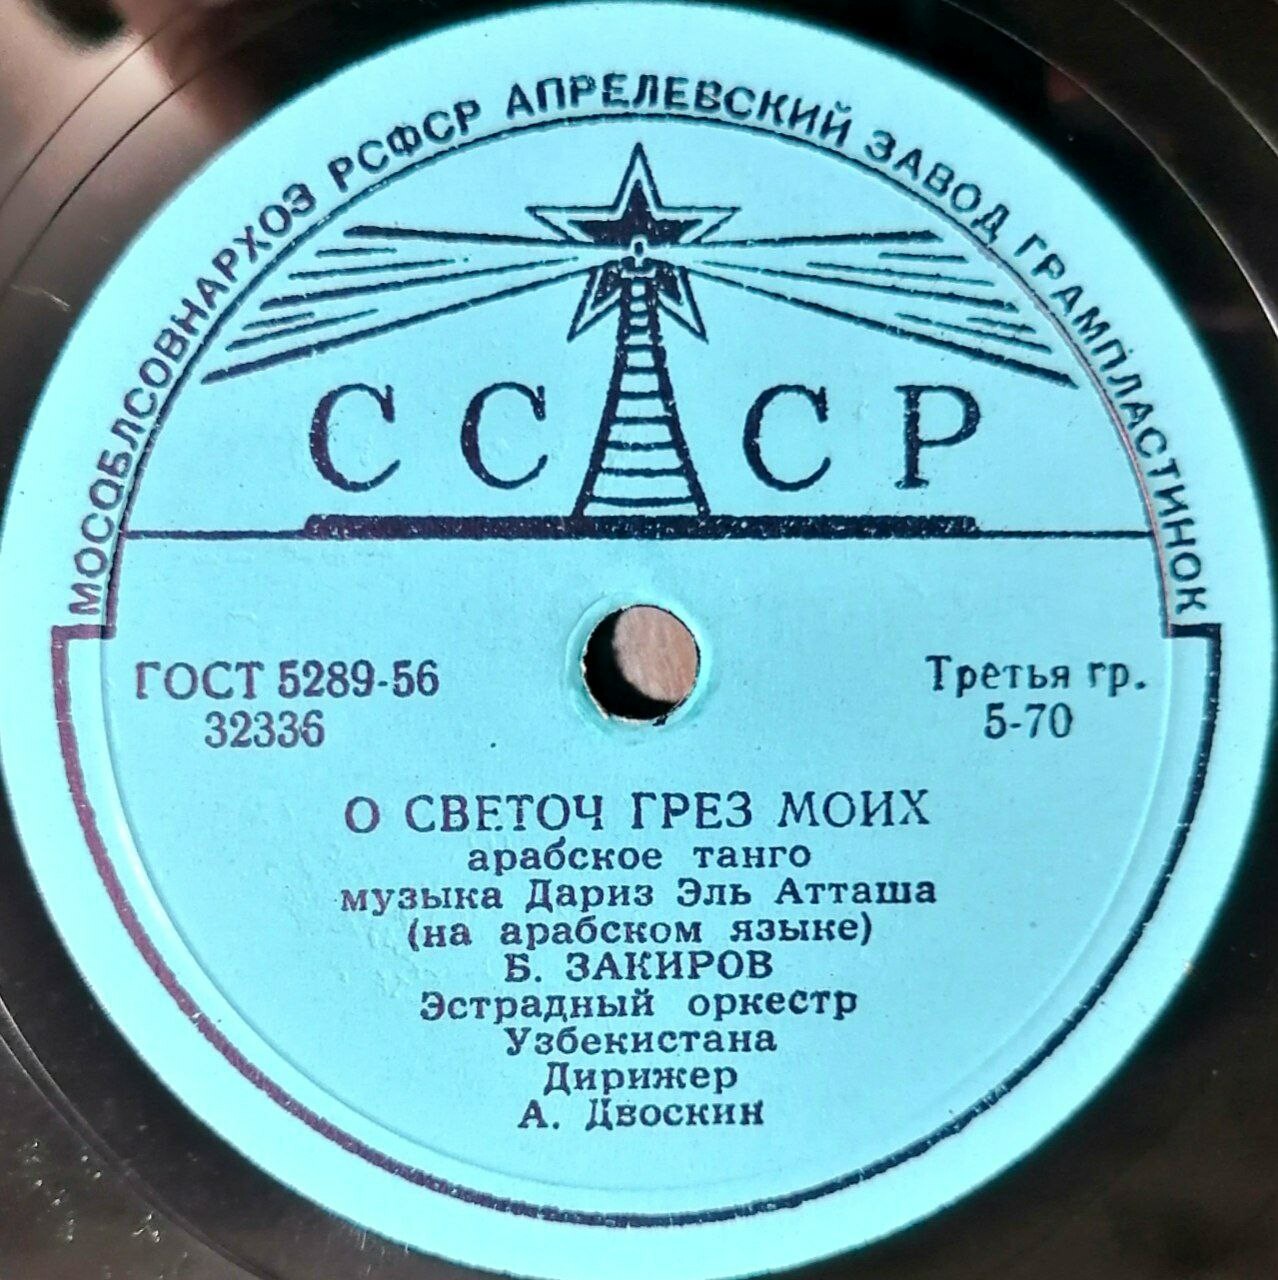 МОСОБЛСОВНАРХОЗ РСФСР АПРЕЛЕВСКИЙ ЗАВОД ГРАМПЛАСТИНОК
СССР
ГОСТ 5289-56
32336
Третья гр.
5-70
О СВЕТОЧ ГРЕЗ МОИХ
арабское танго
музыка Дариз Эль Атташа
(на арабском языке)
Б. ЗАКИРОВ
Эстрадный оркестр
Узбекистана
Дирижер
А. Двоскин